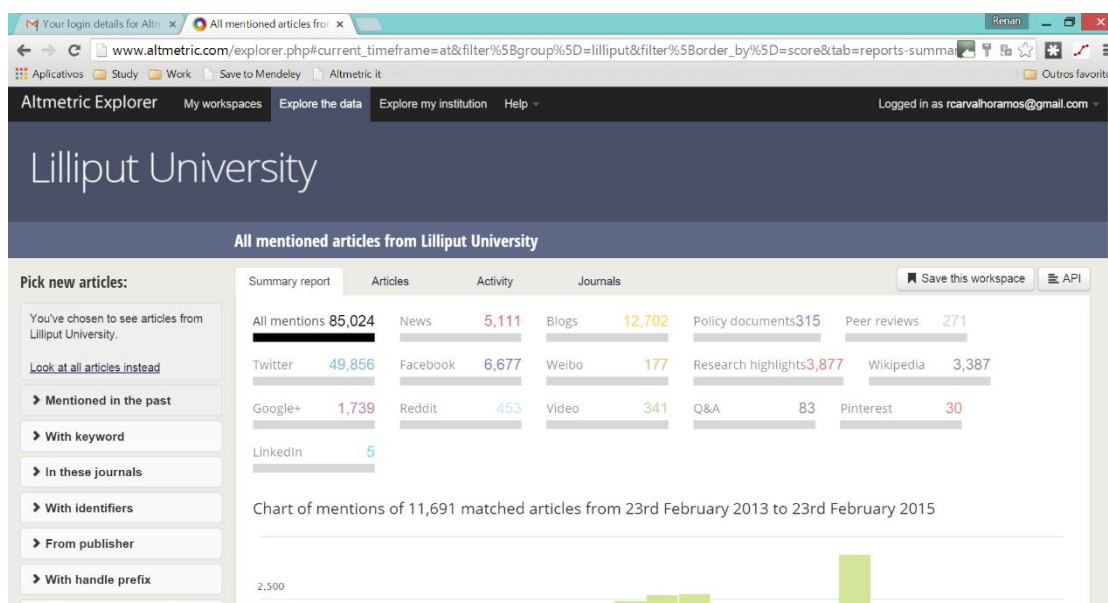 Your login details for Altm
All mentioned articles fror
Renan
www.altmetric.com/explorer.php#current_timeframe=at&filter%5Bgroup%5D=lilliput&filter%5Border_by%5D=score&tab=reports-summar
Aplicativos Study Work Save to Mendeley Altmetric it Outros favorito
Altmetric Explorer My workspaces Explore the data Explore my institution Help Logged in as rcarvalhoramos@gmail.com
Lilliput University
All mentioned articles from Lilliput University
Pick new articles:
Summary report Articles Activity Journals Save this workspace API
You've chosen to see articles from
Lilliput University.
Look at all articles instead
Mentioned in the past
With keyword
In these journals
With identifiers
From publisher
With handle prefix
All mentions 85,024 News 5,111 Blogs 12,702 Policy documents315 Peer reviews 271
Twitter 49,856 Facebook 6,677 Weibo 177 Research highlights3,877 Wikipedia 3,387
Google+ 1,739 Reddit 453 Video 341 Q&A 83 Pinterest 30
LinkedIn 5
Chart of mentions of 11,691 matched articles from 23rd February 2013 to 23rd February 2015
2,500